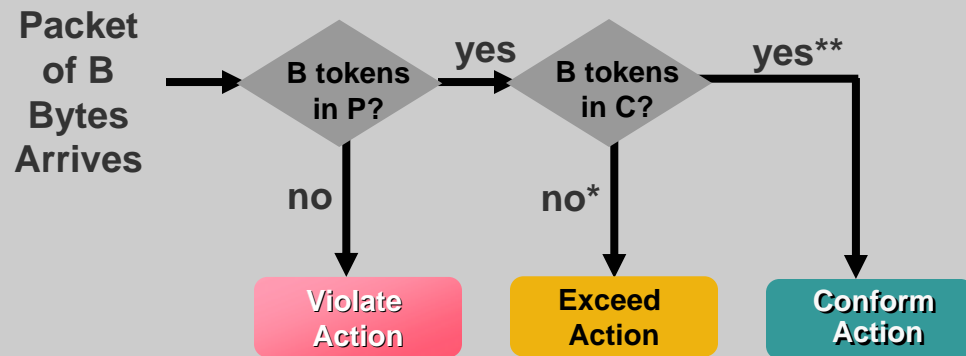 Packet
of B
Bytes
Arrives
B tokens
in P?
yes
B tokens
in C?
yes**
no
no*
Violate
Action
Exceed
Action
Conform
Action